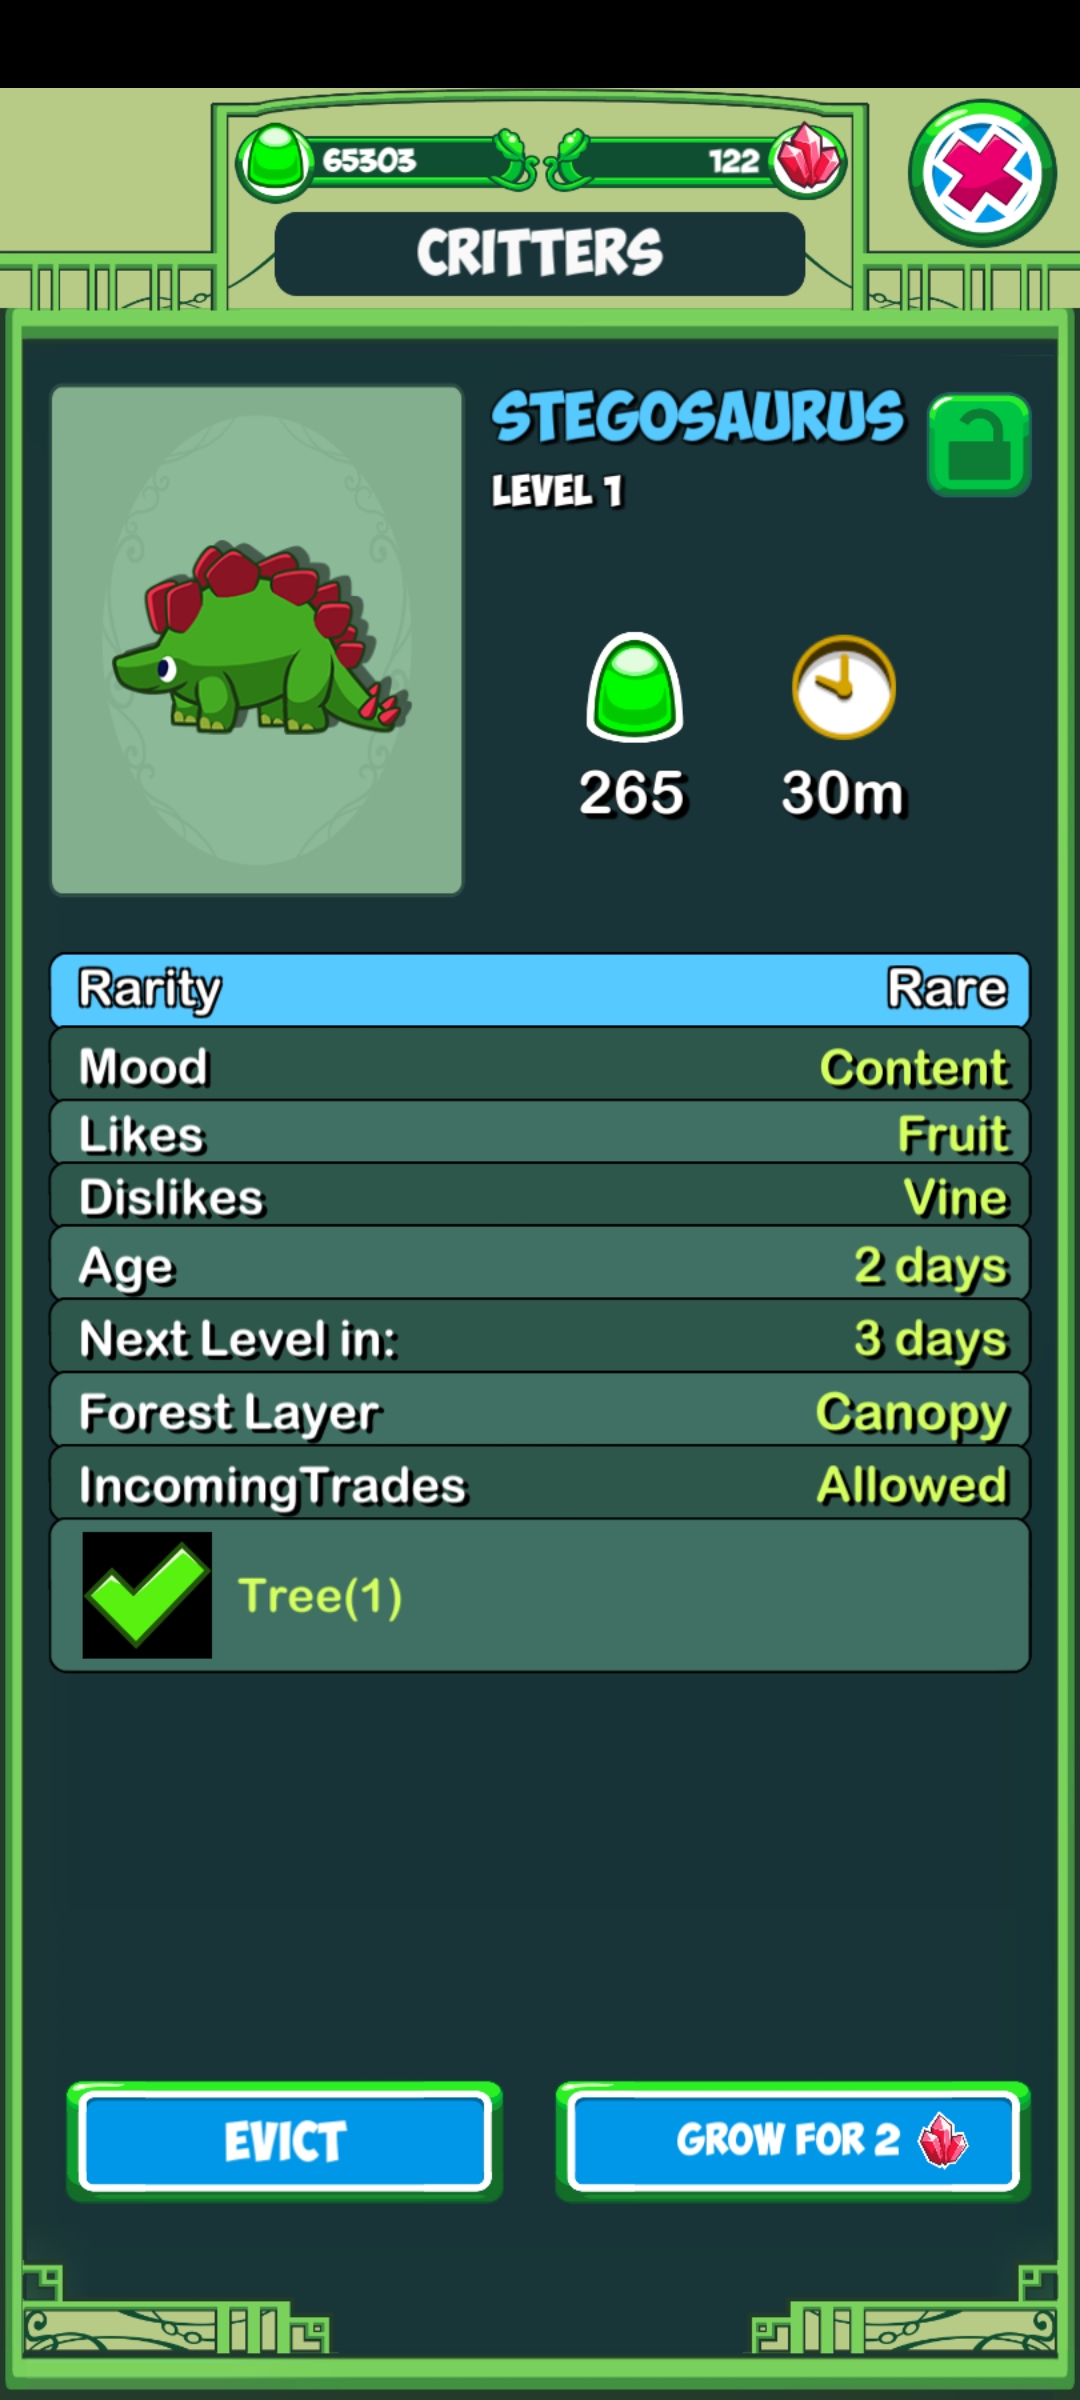 65303 122
CRITTERS
STEGOSAURUS
LEVEL 1
265 30m
Rarity Rare
Mood Content
Likes Fruit
Dislikes Vine
Age 2 days
Next Level in: 3 days
Forest Layer Canopy
IncomingTrades Allowed
Tree(1)
EVICT GROW FOR 2